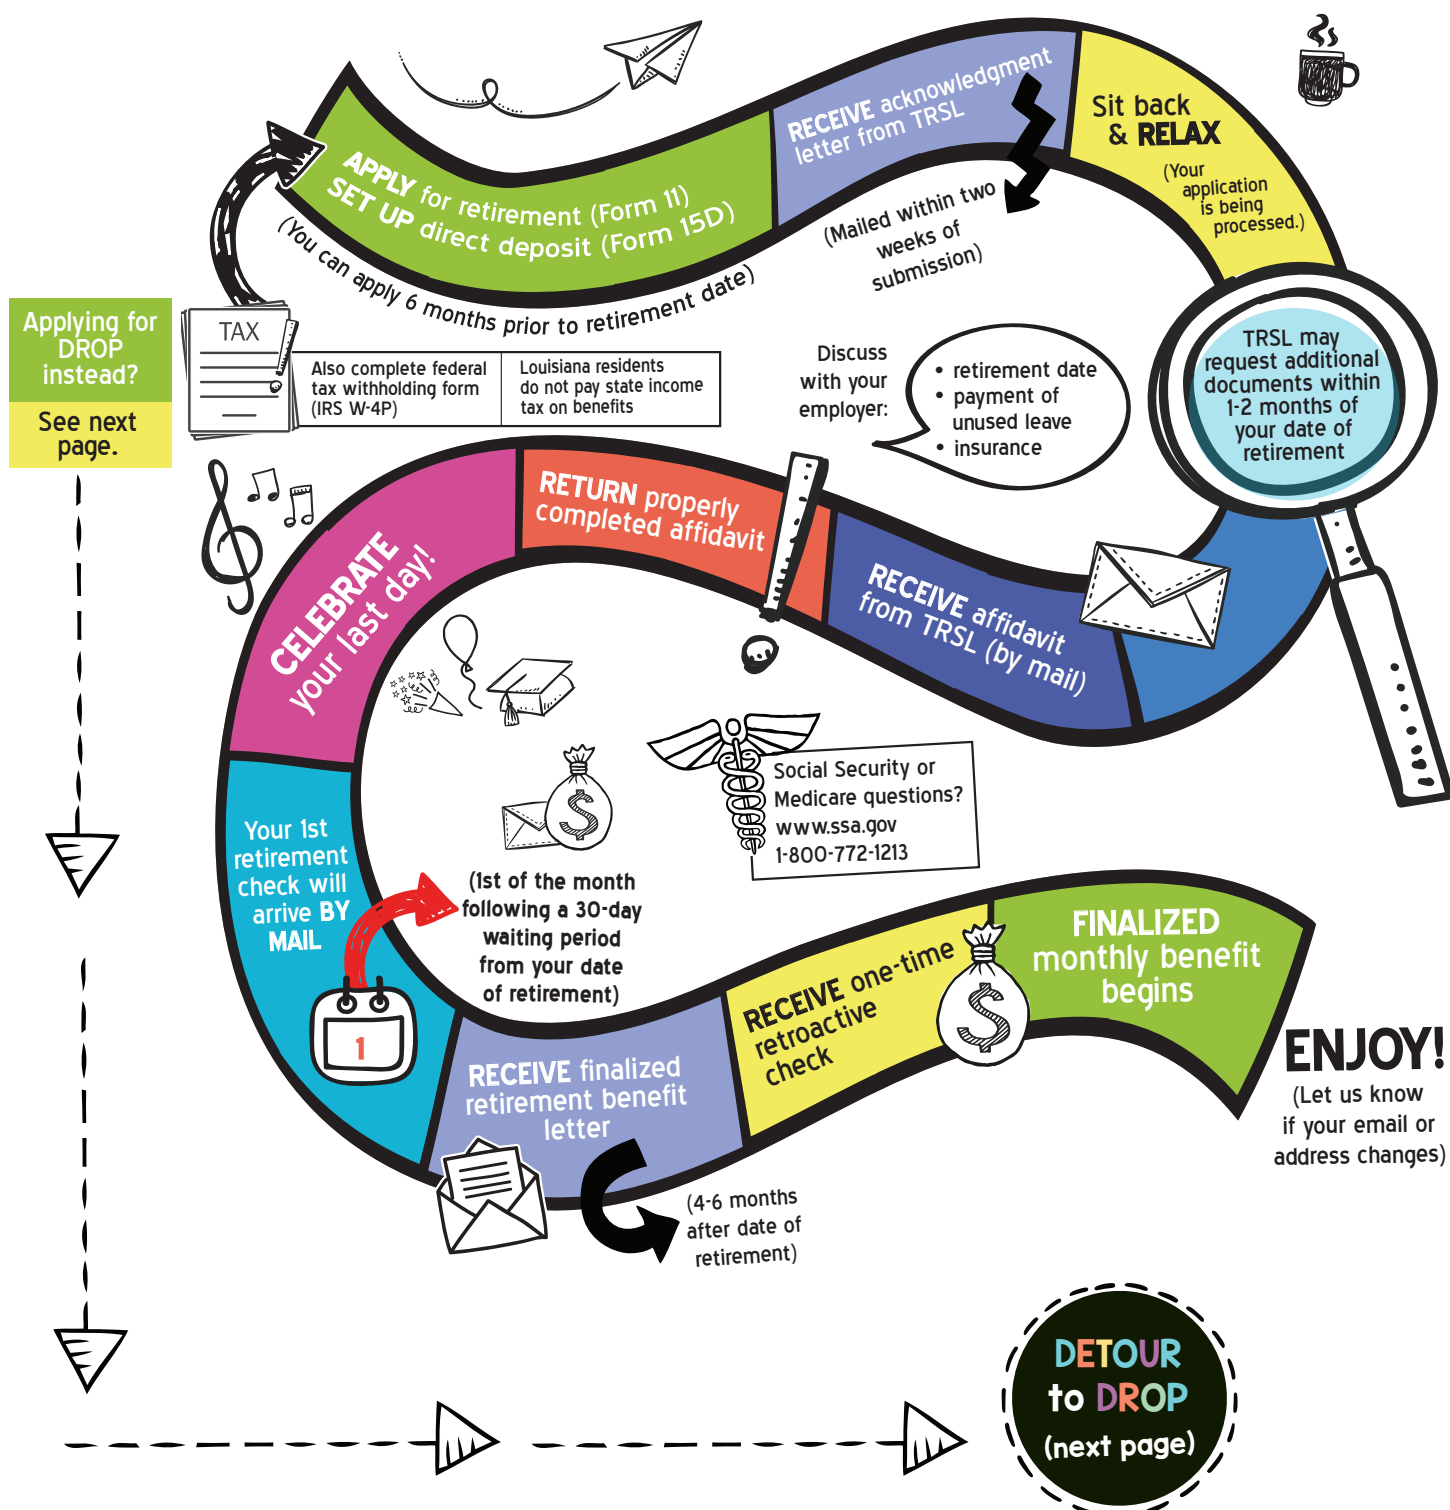 APPLY for retirement (Form 11)
SET UP direct deposit (Form 15D)
(You can apply 6 months prior to retirement date)
RECEIVE acknowledgment
letter from TRSL
(Mailed within two
weeks of
submission)
Sit back
& RELAX
(Your
application
is being
processed.)
Applying for
DROP
instead?
See next
page.
TAX
Also complete federal
tax withholding form
(IRS W-4P)
Louisiana residents
do not pay state income
tax on benefits
Discuss
with your
employer:
• retirement date
• payment of
unused leave
• insurance
TRSL may
request additional
documents within
1-2 months of
your date of
retirement
RECEIVE affidavit
from TRSL (by mail)
RETURN properly
completed affidavit
CELEBRATE
your last day!
Social Security or
Medicare questions?
www.ssa.gov
1-800-772-1213
Your 1st
retirement
check will
arrive BY
MAIL
$
(1st of the month
following a 30-day
waiting period
from your date
of retirement)
1
RECEIVE finalized
retirement benefit
letter
(4-6 months
after date of
retirement)
RECEIVE one-time
retroactive
check
$
FINALIZED
monthly benefit
begins
ENJOY!
(Let us know
if your email or
address changes)
DETOUR
to DROP
(next page)